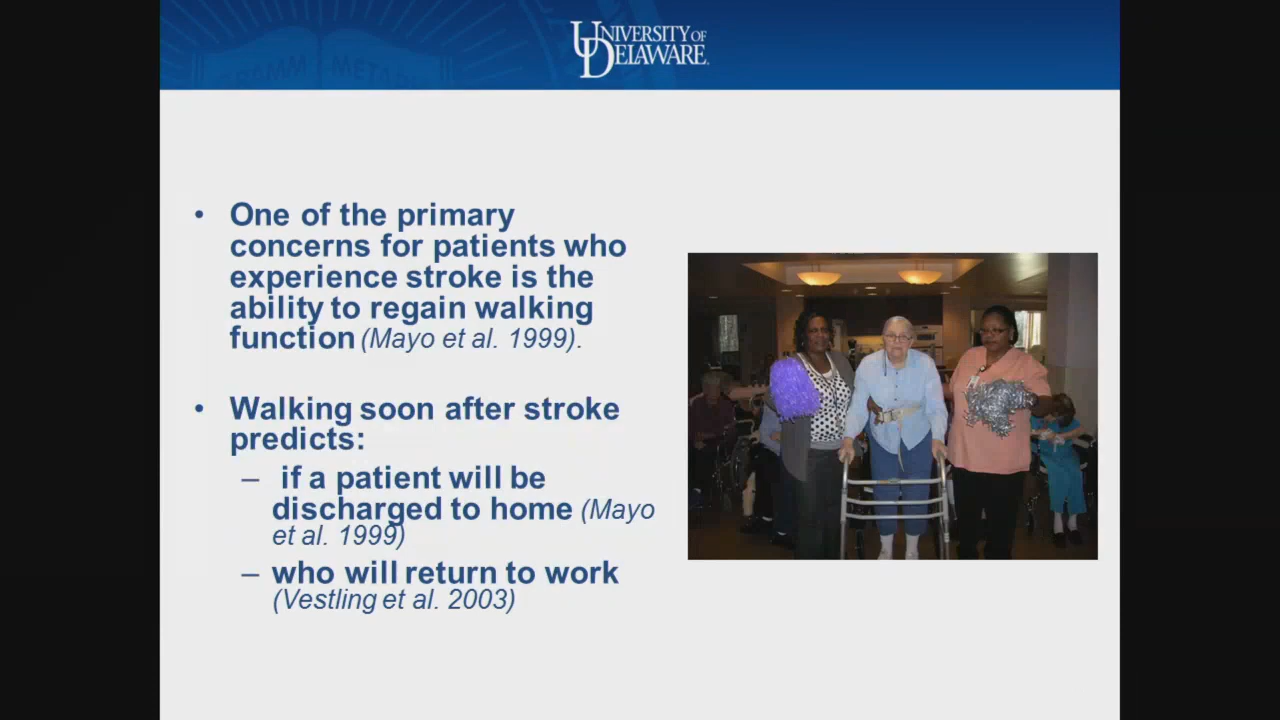 UNIVERSITY OF
DELAWARE
GRAMM METAPH
• One of the primary
concerns for patients who
experience stroke is the
ability to regain walking
function (Mayo et al. 1999).
• Walking soon after stroke
predicts:
– if a patient will be
discharged to home (Mayo
et al. 1999)
– who will return to work
(Vestling et al. 2003)